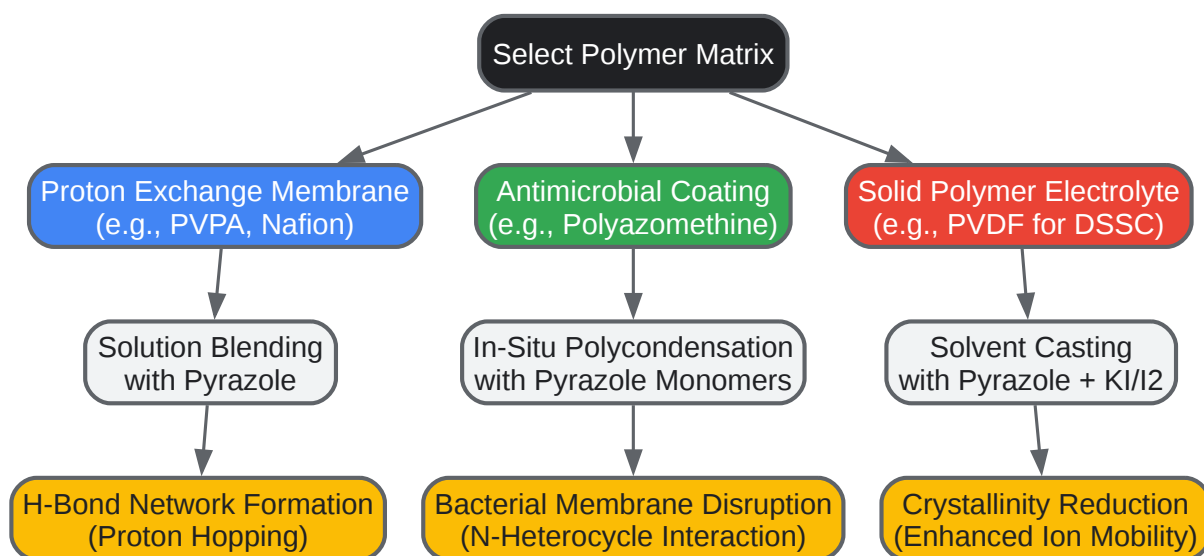 Select Polymer Matrix
Proton Exchange Membrane
(e.g., PVPA, Nafion)
Antimicrobial Coating
(e.g., Polyazomethine)
Solid Polymer Electrolyte
(e.g., PVDF for DSSC)
Solution Blending
with Pyrazole
In-Situ Polycondensation
with Pyrazole Monomers
Solvent Casting
with Pyrazole + KI/I2
H-Bond Network Formation
(Proton Hopping)
Bacterial Membrane Disruption
(N-Heterocycle Interaction)
Crystallinity Reduction
(Enhanced Ion Mobility)